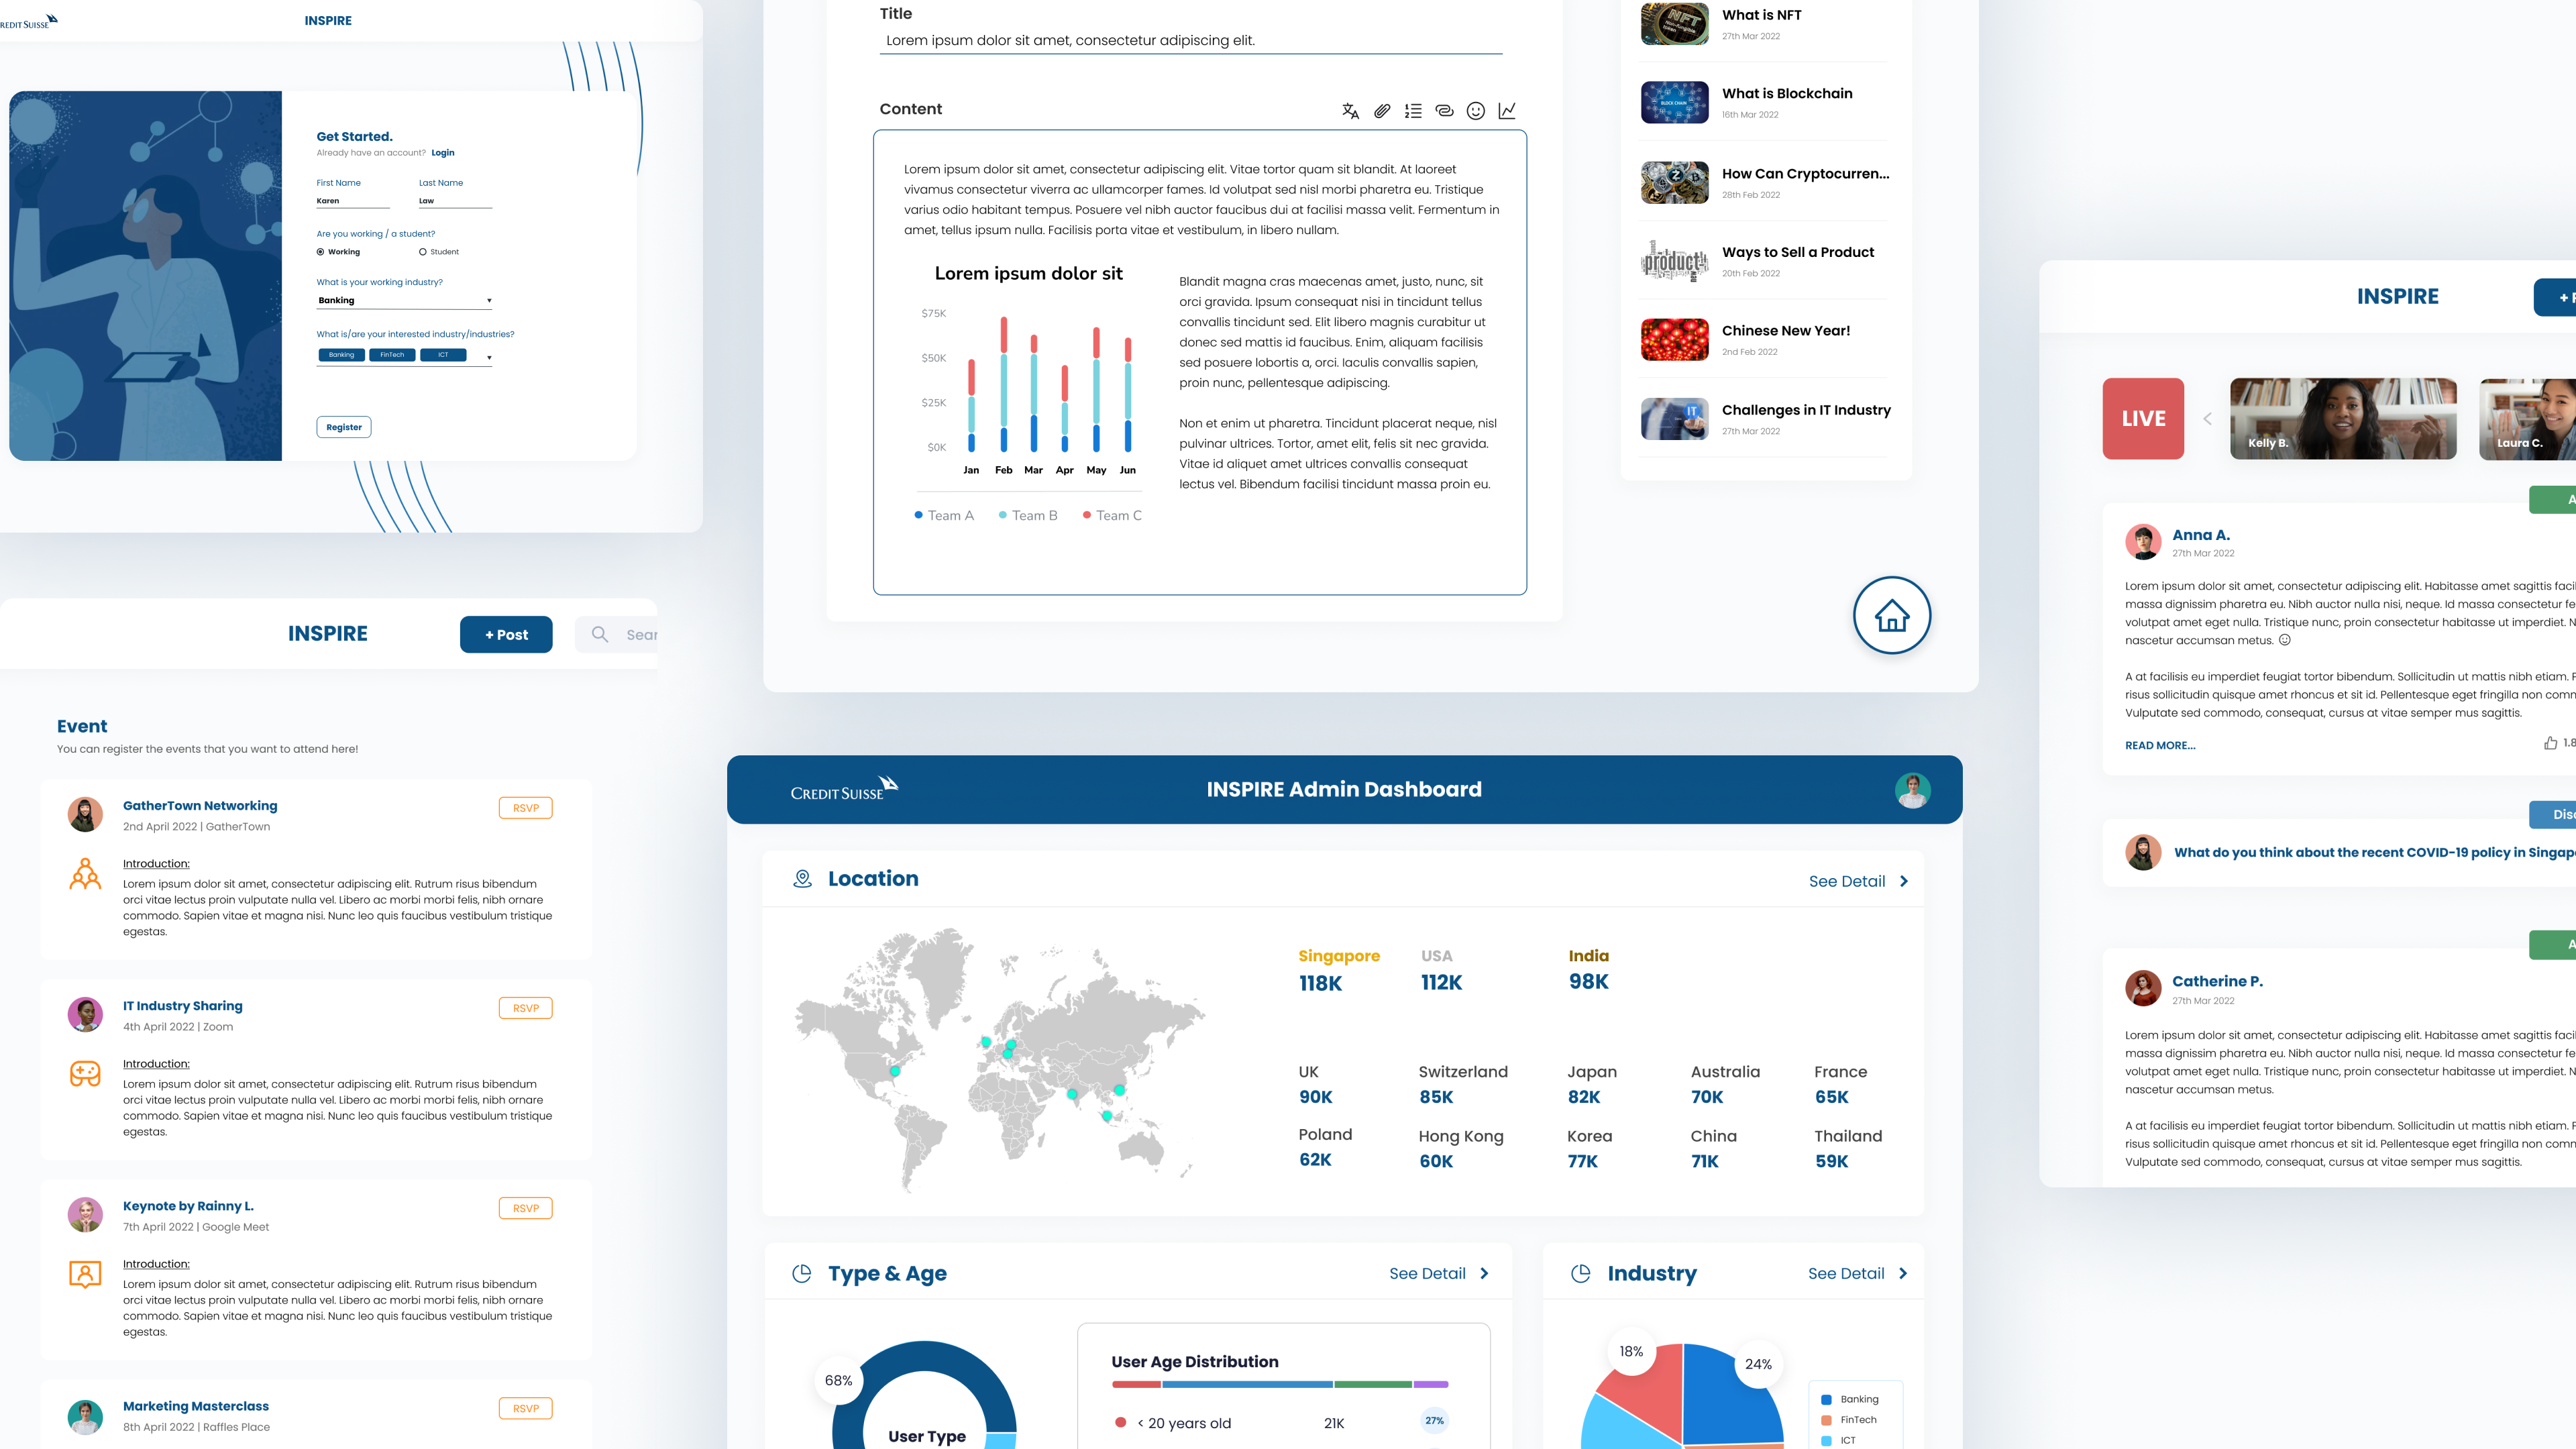 REDIT SUISSE
INSPIRE
Get Started.
Already have an account? Login
First Name
Last Name
Karen
Law
Are you working / a student?
Working
Student
What is your working industry?
Banking
What is/are your interested industry/industries?
Banking
FinTech
ICT
Register
Title
Lorem ipsum dolor sit amet, consectetur adipiscing elit.
Content
Lorem ipsum dolor sit amet, consectetur adipiscing elit. Vitae tortor quam sit blandit. At laoreet
vivamus consectetur viverra ac ullamcorper fames. Id volutpat sed nisl morbi pharetra eu. Tristique
varius odio habitant tempus. Posuere vel nibh auctor faucibus dui at facilisi massa velit. Fermentum in
amet, tellus ipsum nulla. Facilisis porta vitae et vestibulum, in libero nullam.
Lorem ipsum dolor sit
$75K
$50K
$25K
$0K
Jan Feb Mar Apr May Jun
Team A
Team B
Team C
Blandit magna cras maecenas amet, justo, nunc, sit
orci gravida. Ipsum consequat nisi in tincidunt tellus
convallis tincidunt sed. Elit libero magnis curabitur ut
donec sed mattis id faucibus. Enim, aliquam facilisis
sed posuere lobortis a, orci. Iaculis convallis sapien,
proin nunc, pellentesque adipiscing.
Non et enim ut pharetra. Tincidunt placerat neque, nisl
pulvinar ultrices. Tortor, amet elit, felis sit nec gravida.
Vitae id aliquet amet ultrices convallis consequat
lectus vel. Bibendum facilisi tincidunt massa proin eu.
NFT
What is NFT
27th Mar 2022
BLOCK CHAIN
What is Blockchain
16th Mar 2022
How Can Cryptocurren...
28th Feb 2022
product
Ways to Sell a Product
20th Feb 2022
Chinese New Year!
2nd Feb 2022
IT
Challenges in IT Industry
27th Mar 2022
INSPIRE
+ P
LIVE
Kelly B.
Laura C.
A
Anna A.
27th Mar 2022
Lorem ipsum dolor sit amet, consectetur adipiscing elit. Habitasse amet sagittis facil
massa dignissim pharetra eu. Nibh auctor nulla nisi, neque. Id massa consectetur fe
volutpat amet eget nulla. Tristique nunc, proin consectetur habitasse ut imperdiet. N
nascetur accumsan metus.
A at facilisis eu imperdiet feugiat tortor bibendum. Sollicitudin ut mattis nibh etiam. P
risus sollicitudin quisque amet rhoncus et sit id. Pellentesque eget fringilla non comm
Vulputate sed commodo, consequat, cursus at vitae semper mus sagittis.
READ MORE...
1.8
Disc
What do you think about the recent COVID-19 policy in Singapo
A
Catherine P.
27th Mar 2022
Lorem ipsum dolor sit amet, consectetur adipiscing elit. Habitasse amet sagittis facil
massa dignissim pharetra eu. Nibh auctor nulla nisi, neque. Id massa consectetur fe
volutpat amet eget nulla. Tristique nunc, proin consectetur habitasse ut imperdiet. N
nascetur accumsan metus.
A at facilisis eu imperdiet feugiat tortor bibendum. Sollicitudin ut mattis nibh etiam. P
risus sollicitudin quisque amet rhoncus et sit id. Pellentesque eget fringilla non comm
Vulputate sed commodo, consequat, cursus at vitae semper mus sagittis.
INSPIRE
+ Post
Sear
Event
You can register the events that you want to attend here!
GatherTown Networking
2nd April 2022 | GatherTown
RSVP
Introduction:
Lorem ipsum dolor sit amet, consectetur adipiscing elit. Rutrum risus bibendum
orci vitae lectus proin vulputate nulla vel. Libero ac morbi morbi felis, nibh ornare
commodo. Sapien vitae et magna nisi. Nunc leo quis faucibus vestibulum tristique
egestas.
IT Industry Sharing
4th April 2022 | Zoom
RSVP
Introduction:
Lorem ipsum dolor sit amet, consectetur adipiscing elit. Rutrum risus bibendum
orci vitae lectus proin vulputate nulla vel. Libero ac morbi morbi felis, nibh ornare
commodo. Sapien vitae et magna nisi. Nunc leo quis faucibus vestibulum tristique
egestas.
Keynote by Rainny L.
7th April 2022 | Google Meet
RSVP
Introduction:
Lorem ipsum dolor sit amet, consectetur adipiscing elit. Rutrum risus bibendum
orci vitae lectus proin vulputate nulla vel. Libero ac morbi morbi felis, nibh ornare
commodo. Sapien vitae et magna nisi. Nunc leo quis faucibus vestibulum tristique
egestas.
Marketing Masterclass
8th April 2022 | Raffles Place
RSVP
CREDIT SUISSE
INSPIRE Admin Dashboard
Location
See Detail
Singapore
118K
USA
112K
India
98K
UK
90K
Switzerland
85K
Japan
82K
Australia
70K
France
65K
Poland
62K
Hong Kong
60K
Korea
77K
China
71K
Thailand
59K
Type & Age
See Detail
68%
User Type
User Age Distribution
< 20 years old
21K
27%
Industry
See Detail
18%
24%
Banking
FinTech
ICT